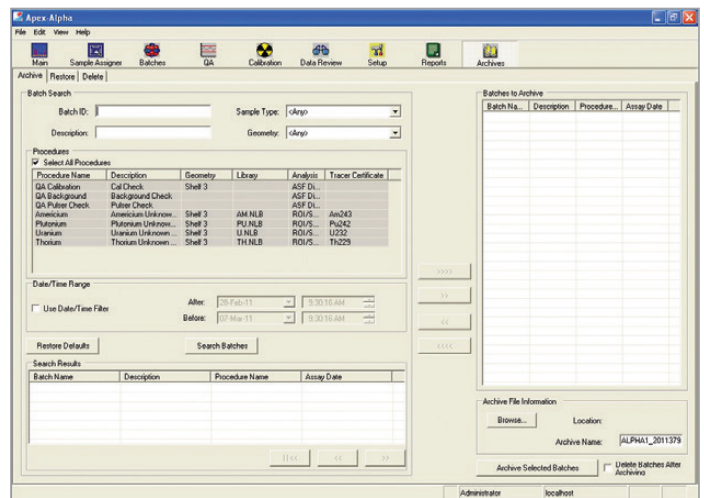 Apex-Alpha
File Edit View Help
Main Sample Assigner Batches QA Calibration Data Review Setup Reports Archives
Archive Restore Delete
Batch Search
Batch ID: Sample Type: <Any>
Description: Geometry: <Any>
Procedures
Select All Procedures
Procedure Name Description Geometry Library Analysis Tracer Certificate
QA Calibration Cal Check Shelf 3 ASF Di...
QA Background Background Check ASF Di...
QA Pulser Check Pulser Check ASF Di...
Americium Americium Unknow... Shelf 3 AM.NLB ROI/S... Am243
Plutonium Plutonium Unknow... Shelf 3 PU.NLB ROI/S... Pu242
Uranium Uranium Unknown ... Shelf 3 U.NLB ROI/S... U232
Thorium Thorium Unknown ... Shelf 3 TH.NLB ROI/S... Th229
Date/Time Range
Use Date/Time Filter
After: 28-Feb-11 9:30:16 AM
Before: 07-Mar-11 9:30:16 AM
Restore Defaults Search Batches
Search Results
Batch Name Description Procedure Name Assay Date
||<< << >>
>>>>
>>
<<
<<<<
Batches to Archive
Batch Na... Description Procedure... Assay Date
Archive File Information
Browse... Location:
Archive Name: ALPHA1_2011379
Archive Selected Batches Delete Batches After
Archiving
Administrator localhost